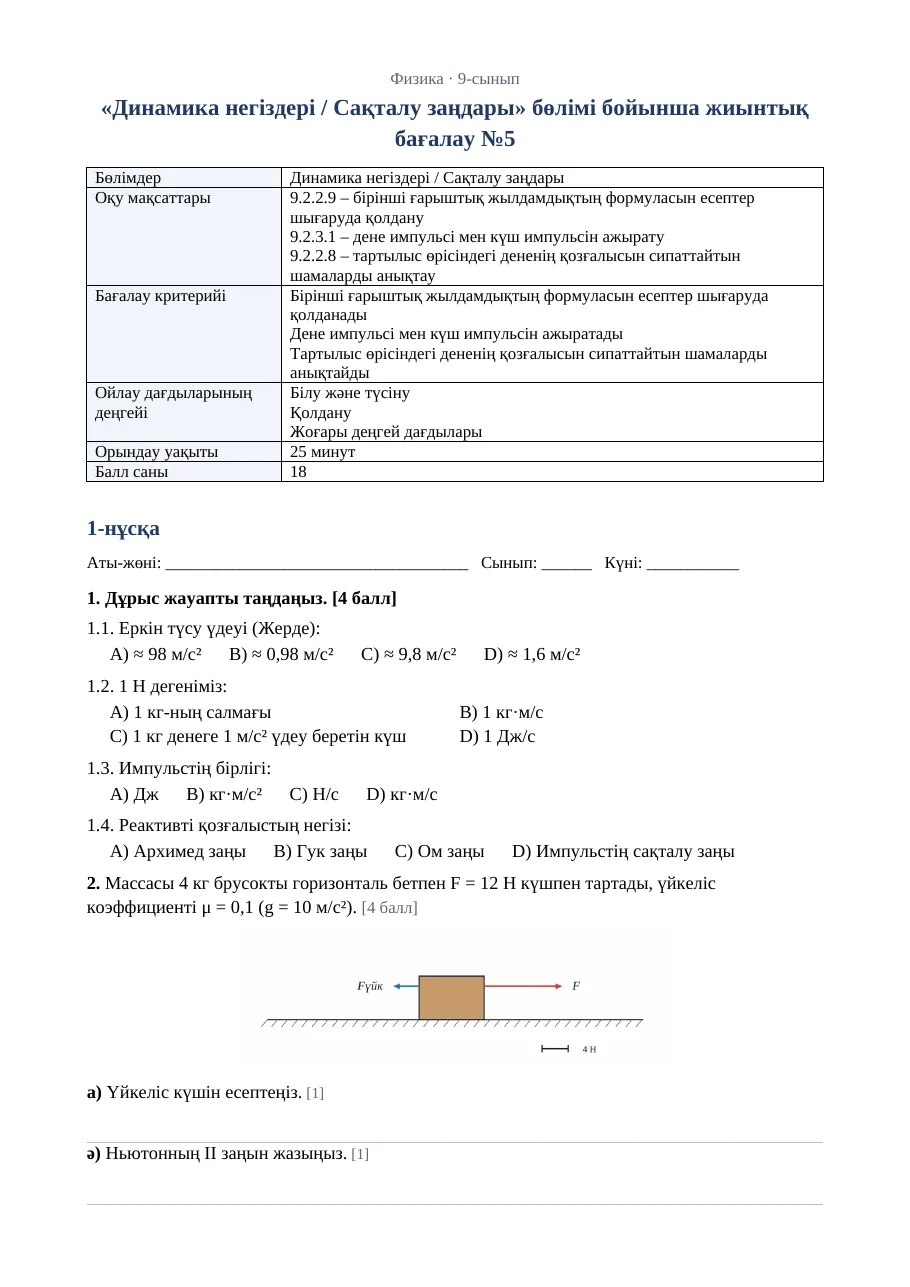 Физика · 9-сынып
«Динамика негіздері / Сақталу заңдары» бөлімі бойынша жиынтық
бағалау №5
Бөлімдер
Динамика негіздері / Сақталу заңдары
Оқу мақсаттары
9.2.2.9 – бірінші ғарыштық жылдамдықтың формуласын есептер
шығаруда қолдану
9.2.3.1 – дене импульсі мен күш импульсін ажырату
9.2.2.8 – тартылыс өрісіндегі дененің қозғалысын сипаттайтын
шамаларды анықтау
Бағалау критерийі
Бірінші ғарыштық жылдамдықтың формуласын есептер шығаруда
қолданады
Дене импульсі мен күш импульсін ажыратады
Тартылыс өрісіндегі дененің қозғалысын сипаттайтын шамаларды
анықтайды
Ойлау дағдыларының
деңгейі
Білу және түсіну
Қолдану
Жоғары деңгей дағдылары
Орындау уақыты
25 минут
Балл саны
18
1-нұсқа
Аты-жөні: ____________________________________ Сынып: ______ Күні: ___________
1. Дұрыс жауапты таңдаңыз. [4 балл]
1.1. Еркін түсу үдеуі (Жерде):
A) ≈ 98 м/с² B) ≈ 0,98 м/с² C) ≈ 9,8 м/с² D) ≈ 1,6 м/с²
1.2. 1 Н дегеніміз:
A) 1 кг-ның салмағы B) 1 кг·м/с
C) 1 кг денеге 1 м/с² үдеу беретін күш D) 1 Дж/с
1.3. Импульстің бірлігі:
A) Дж B) кг·м/с² C) Н/с D) кг·м/с
1.4. Реактивті қозғалыстың негізі:
A) Архимед заңы B) Гук заңы C) Ом заңы D) Импульстің сақталу заңы
2. Массасы 4 кг брусокты горизонталь бетпен F = 12 Н күшпен тартады, үйкеліс
коэффициенті μ = 0,1 (g = 10 м/с²). [4 балл]
Fүйк F
4 Н
а) Үйкеліс күшін есептеңіз. [1]
ә) Ньютонның II заңын жазыңыз. [1]